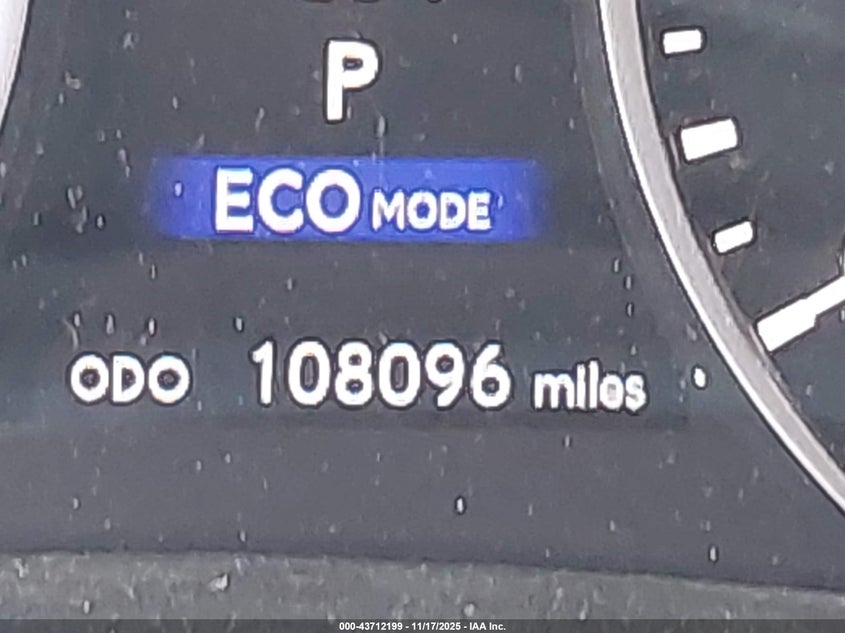 P
ECO MODE
ODO 108096 miles
000-43712199 - 11/17/2025 - IAA Inc.